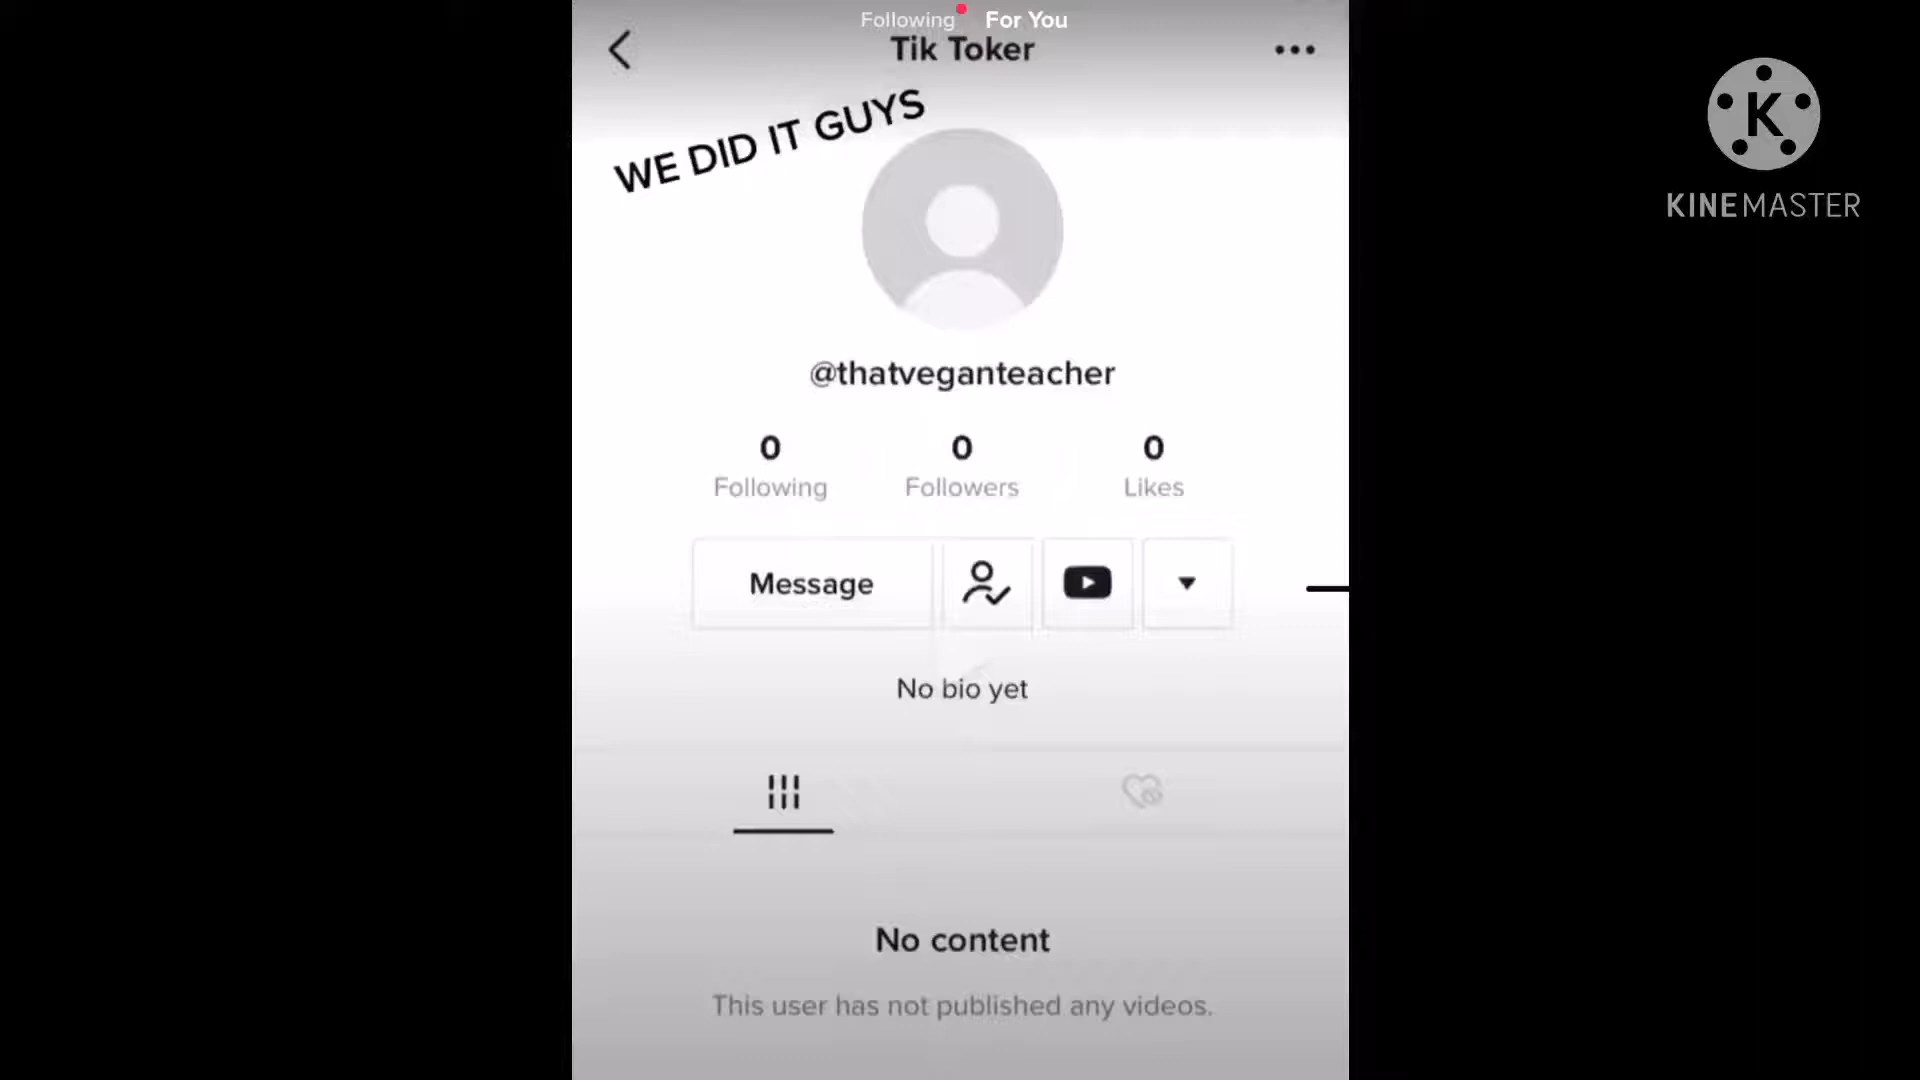 Following For You
Tik Toker
WE DID IT GUYS
K
KINEMASTER
@thatveganteacher
0 0 0
Following Followers Likes
Message
No bio yet
No content
This user has not published any videos.